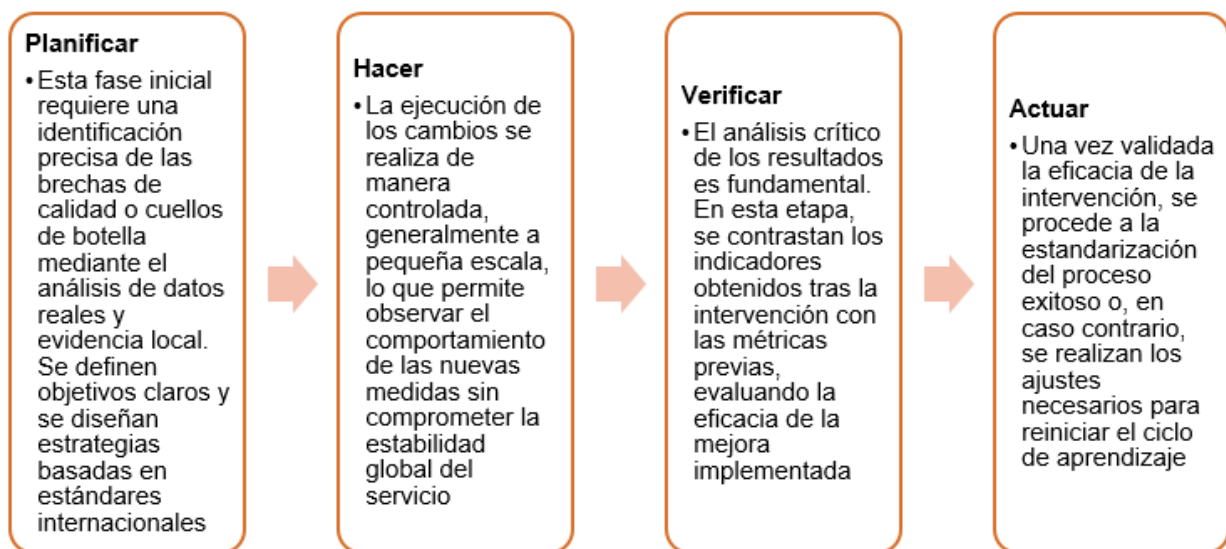 Planificar
•Esta fase inicial
requiere una
identificación
precisa de las
brechas de
calidad o cuellos
de botella
mediante el
análisis de datos
reales y
evidencia local.
Se definen
objetivos claros y
se diseñan
estrategias
basadas en
estándares
internacionales
Hacer
•La ejecución de
los cambios se
realiza de
manera
controlada,
generalmente a
pequeña escala,
lo que permite
observar el
comportamiento
de las nuevas
medidas sin
comprometer la
estabilidad
global del
servicio
Verificar
•El análisis crítico
de los resultados
es fundamental.
En esta etapa,
se contrastan los
indicadores
obtenidos tras la
intervención con
las métricas
previas,
evaluando la
eficacia de la
mejora
implementada
Actuar
•Una vez validada
la eficacia de la
intervención, se
procede a la
estandarización
del proceso
exitoso o, en
caso contrario,
se realizan los
ajustes
necesarios para
reiniciar el ciclo
de aprendizaje